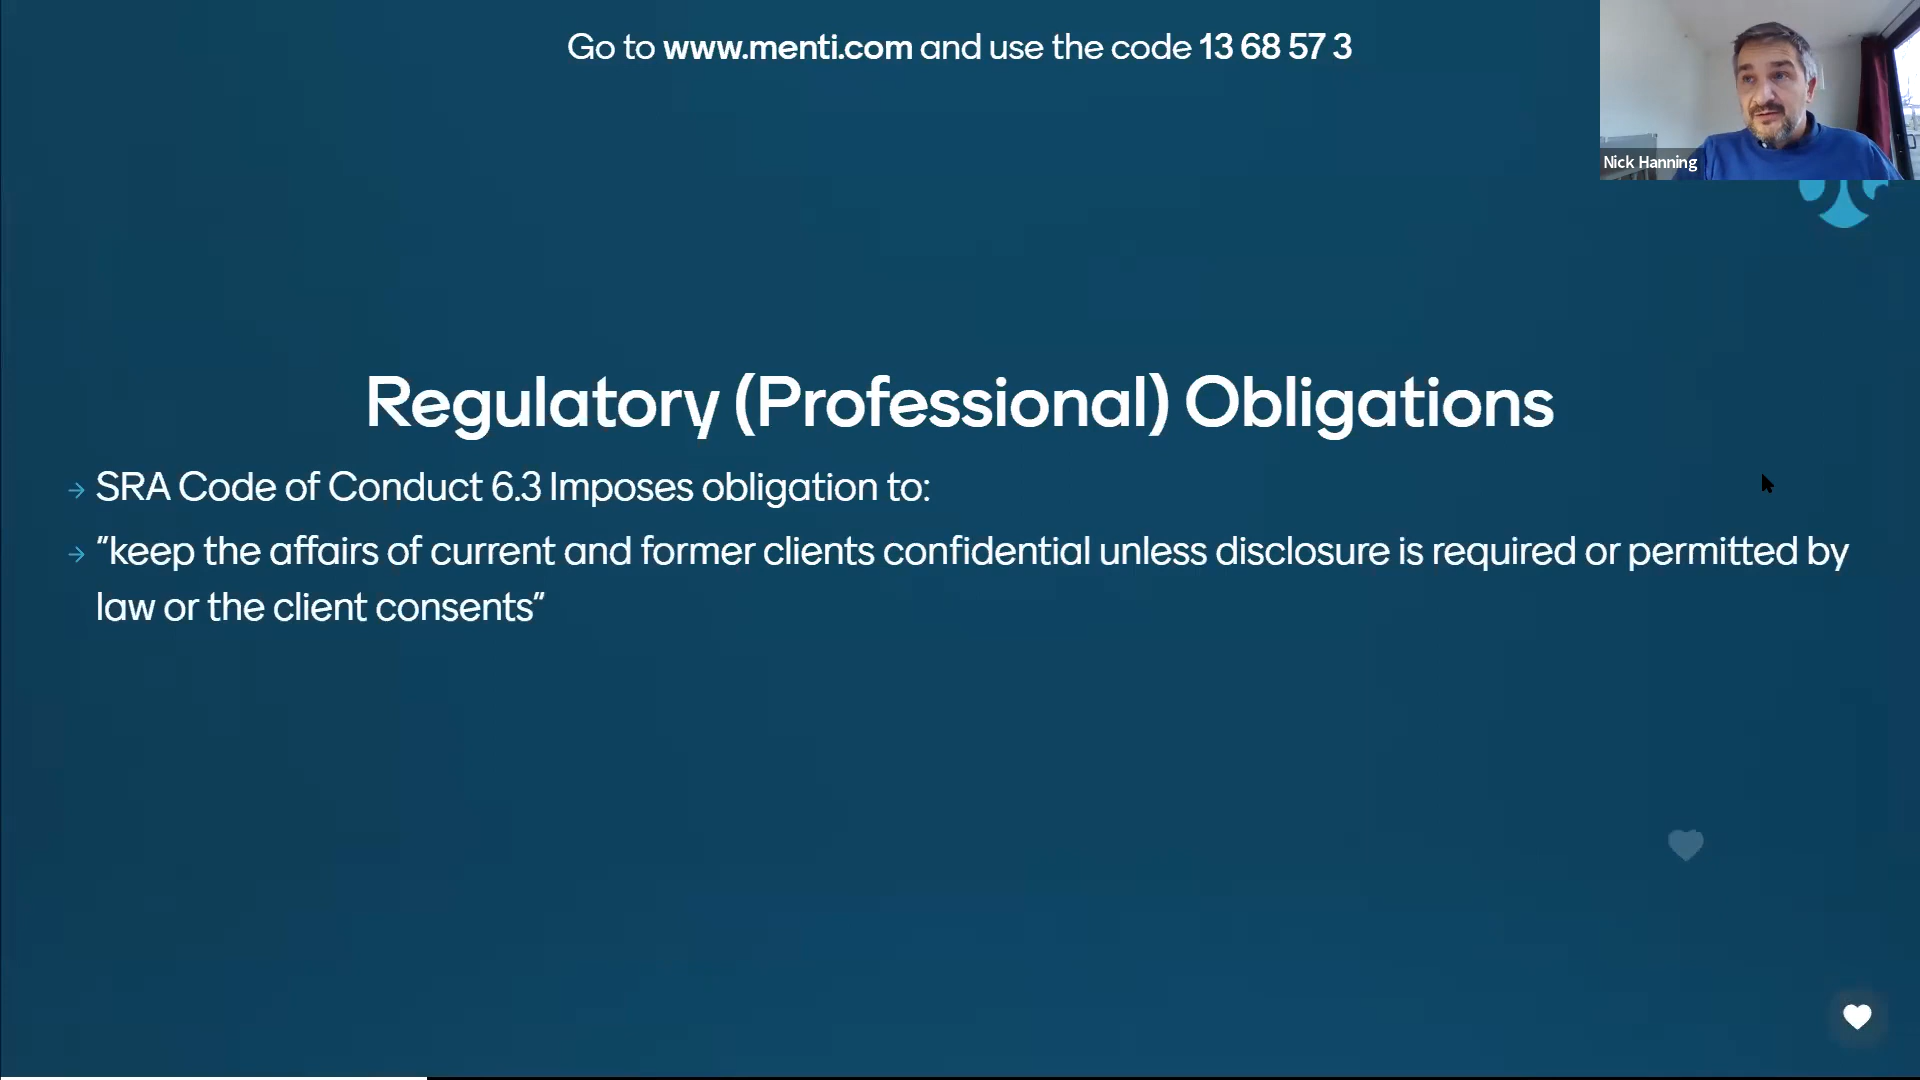 Go to www.menti.com and use the code 13 68 57 3
Nick Hanning
Regulatory (Professional) Obligations
→ SRA Code of Conduct 6.3 Imposes obligation to:
→ "keep the affairs of current and former clients confidential unless disclosure is required or permitted by
law or the client consents"